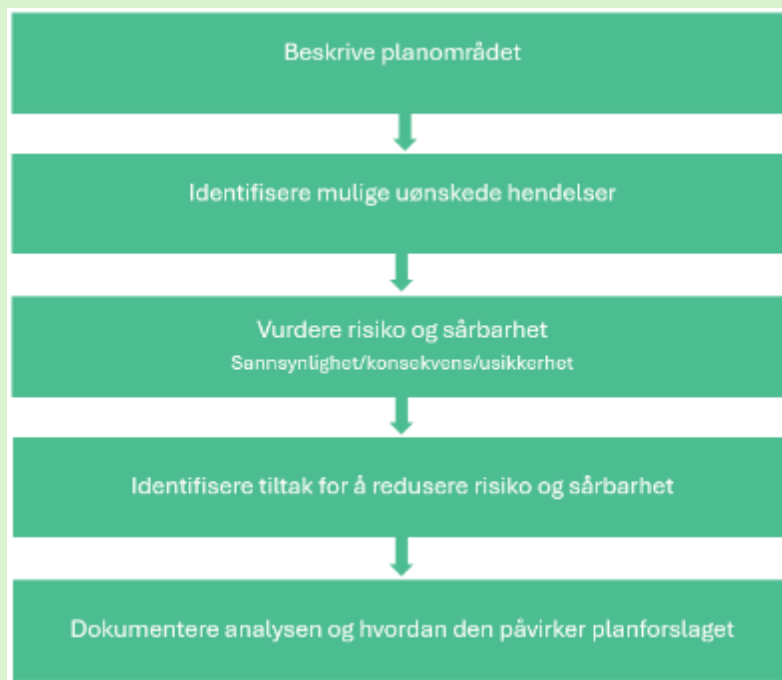 Beskrive planområdet
Identifisere mulige uønskede hendelser
Vurdere risiko og sårbarhet
Sannsynlighet/konsekvens/usikkerhet
Identifisere tiltak for å redusere risiko og sårbarhet
Dokumentere analysen og hvordan den påvirker planforslaget